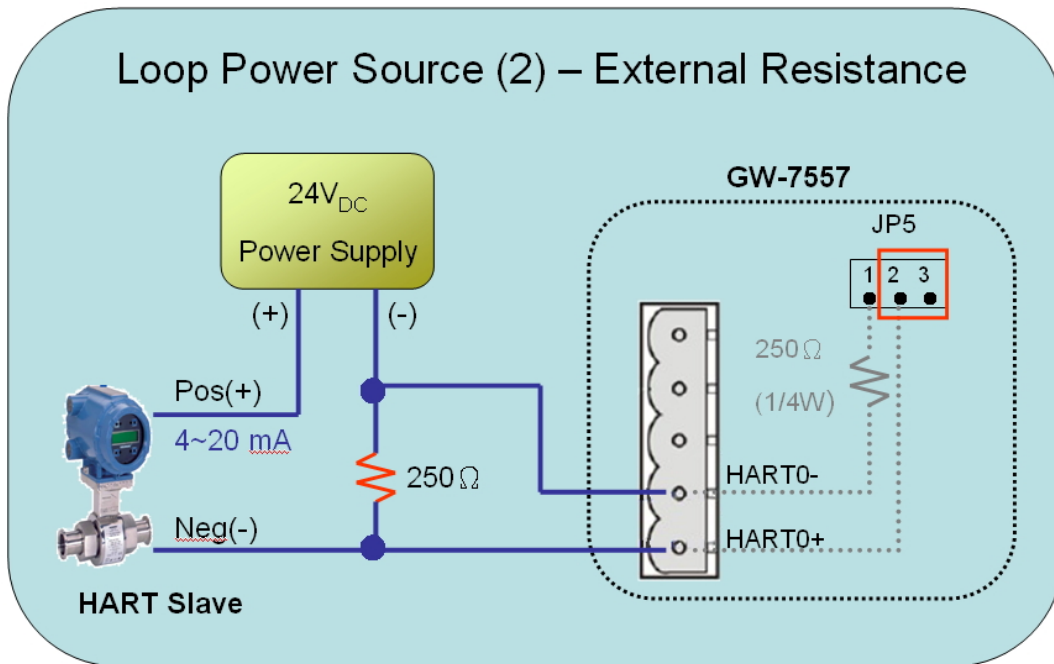 Loop Power Source (2) – External Resistance
24V_DC
Power Supply
(+)
(-)
Pos(+)
4~20 mA
250Ω
Neg(-)
HART Slave
GW-7557
JP5
1 2 3
250Ω
(1/4W)
HART0-
HART0+